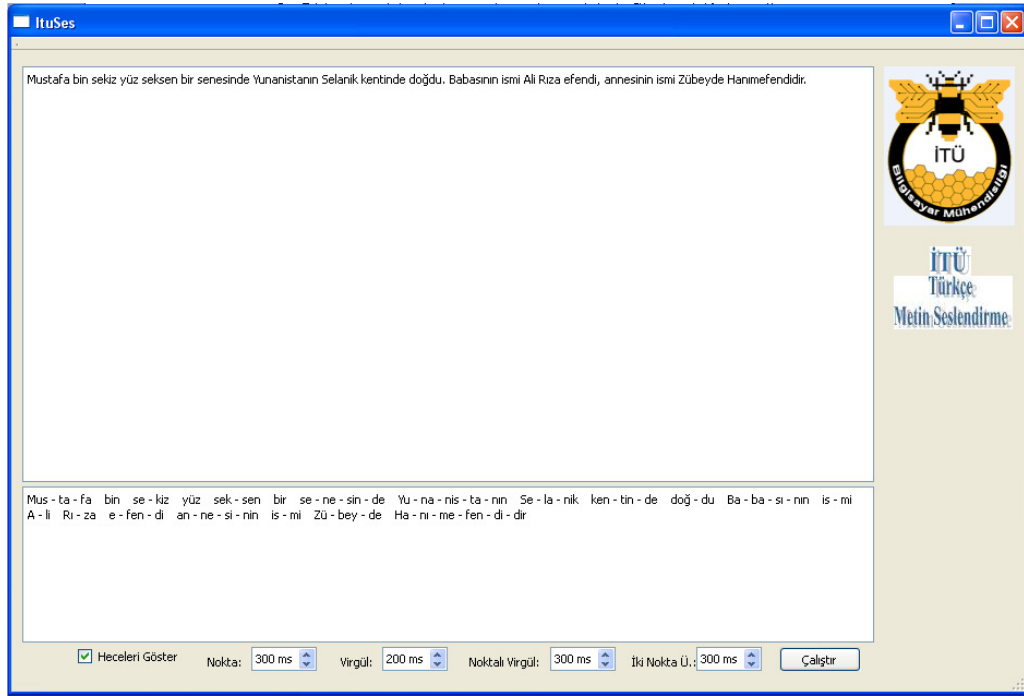 ItuSes
Mustafa bin sekiz yüz seksen bir senesinde Yunanistanın Selanik kentinde doğdu. Babasının ismi Ali Rıza efendi, annesinin ismi Zübeyde Hanımefendidir.
İTÜ
Bilgisayar Mühendisliği
İTÜ
Türkçe
Metin Seslendirme
Mus - ta - fa bin se - kiz yüz sek - sen bir se - ne - sin - de Yu - na - nis - ta - nın Se - la - nik ken - tin - de doğ - du Ba - ba - sı - nın is - mi
A - li Rı - za e - fen - di an - ne - si - nin is - mi Zü - bey - de Ha - nı - me - fen - di - dir
Heceleri Göster Nokta: 300 ms Virgül: 200 ms Noktalı Virgül: 300 ms İki Nokta Ü.: 300 ms Çalıştır